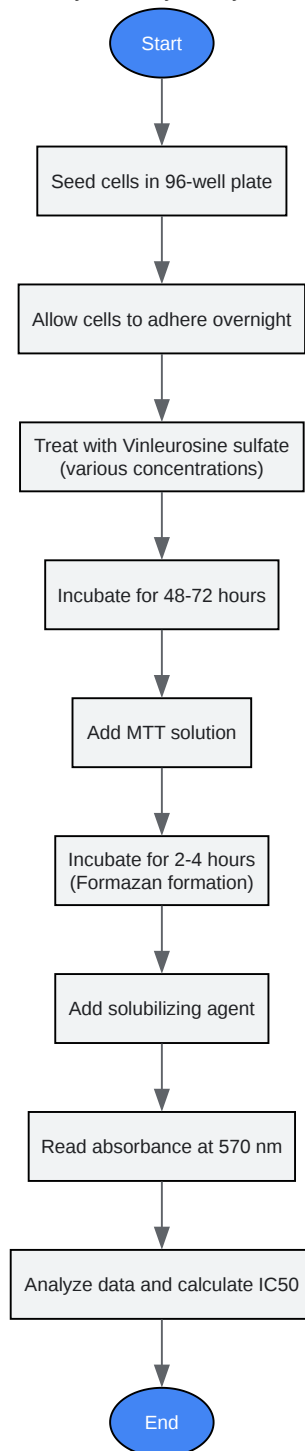 Start
Seed cells in 96-well plate
Allow cells to adhere overnight
Treat with Vinleurosine sulfate
(various concentrations)
Incubate for 48-72 hours
Add MTT solution
Incubate for 2-4 hours
(Formazan formation)
Add solubilizing agent
Read absorbance at 570 nm
Analyze data and calculate IC50
End